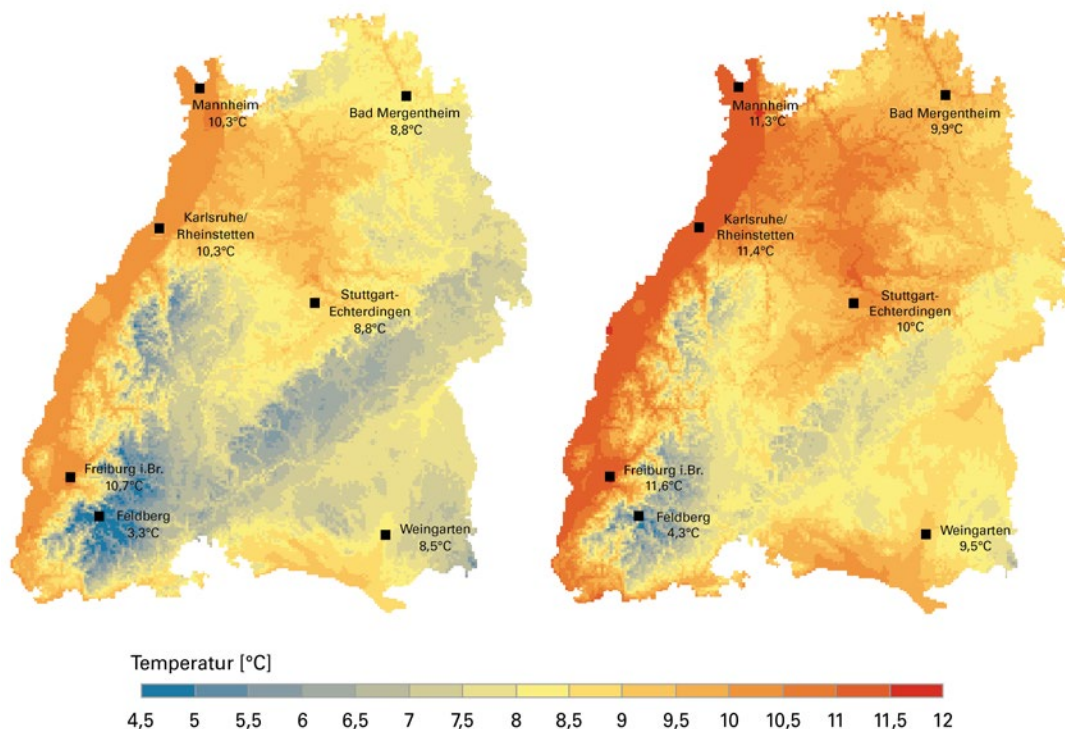 Mannheim
10,3°C
Bad Mergentheim
8,8°C
Karlsruhe/
Rheinstetten
10,3°C
Stuttgart-
Echterdingen
8,8°C
Freiburg i.Br.
10,7°C
Feldberg
3,3°C
Weingarten
8,5°C
Mannheim
11,3°C
Bad Mergentheim
9,9°C
Karlsruhe/
Rheinstetten
11,4°C
Stuttgart-
Echterdingen
10°C
Freiburg i.Br.
11,6°C
Feldberg
4,3°C
Weingarten
9,5°C
Temperatur [°C]
4,5 5 5,5 6 6,5 7 7,5 8 8,5 9 9,5 10 10,5 11 11,5 12